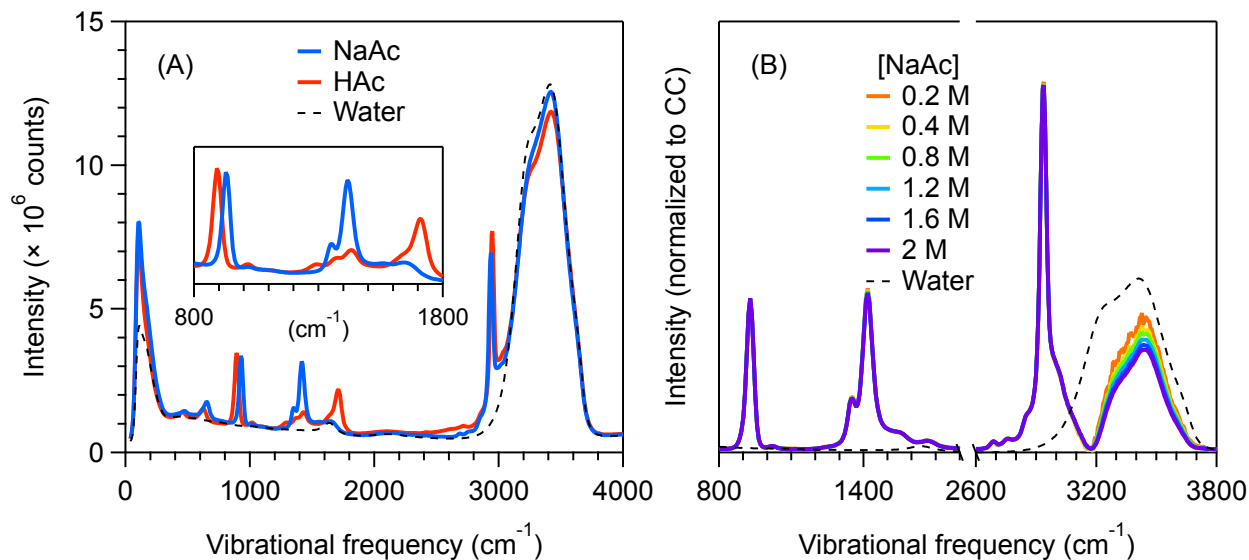 (A)
NaAc
HAc
Water
15
10
5
0
Intensity (× 10⁶ counts)
800
(cm⁻¹)
1800
0
1000
2000
3000
4000
Vibrational frequency (cm⁻¹)
(B)
[NaAc]
0.2 M
0.4 M
0.8 M
1.2 M
1.6 M
2 M
Water
Intensity (normalized to CC)
800
1400
2600
3200
3800
Vibrational frequency (cm⁻¹)